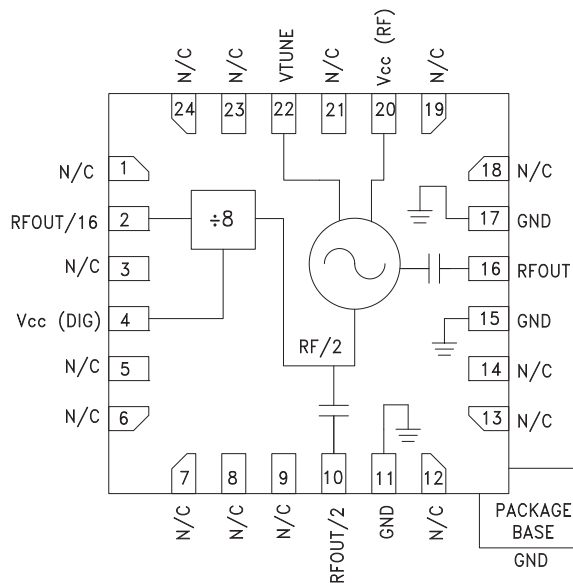 N/C
N/C
VTUNE
N/C
Vcc (RF)
N/C
24
23
22
21
20
19
N/C
1
18
N/C
RFOUT/16
2
÷8
17
GND
N/C
3
16
RFOUT
Vcc (DIG)
4
15
GND
RF/2
N/C
5
14
N/C
N/C
6
13
N/C
7
8
9
10
11
12
N/C
N/C
N/C
RFOUT/2
GND
N/C
PACKAGE
BASE
GND